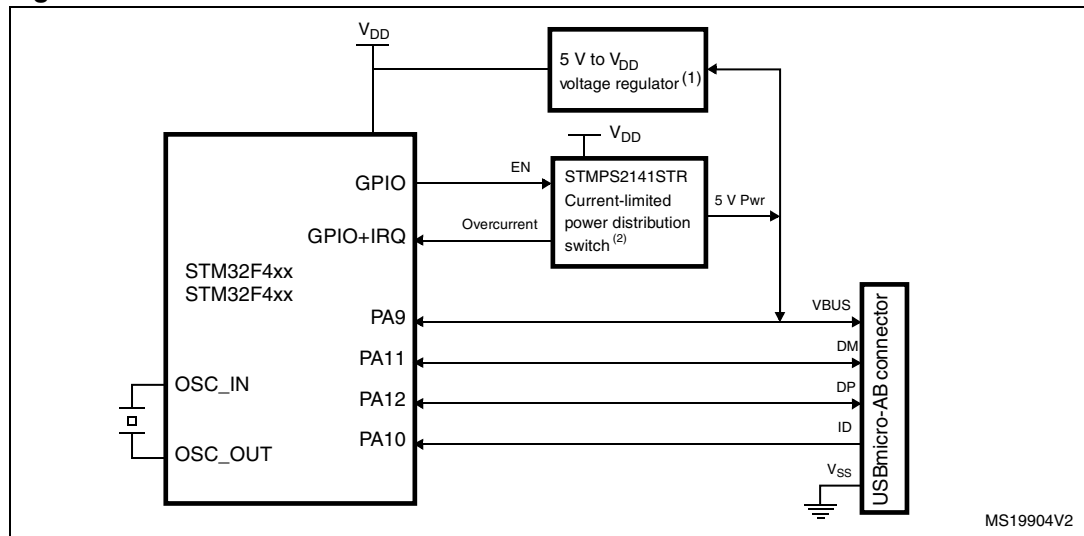 V_DD
5 V to V_DD
voltage regulator (1)
V_DD
GPIO
EN
STMPS2141STR
Current-limited
power distribution
switch (2)
5 V Pwr
GPIO+IRQ
Overcurrent
STM32F4xx
STM32F4xx
PA9
VBUS
PA11
DM
OSC_IN
PA12
DP
PA10
ID
OSC_OUT
V_SS
USBmicro-AB connector
MS19904V2